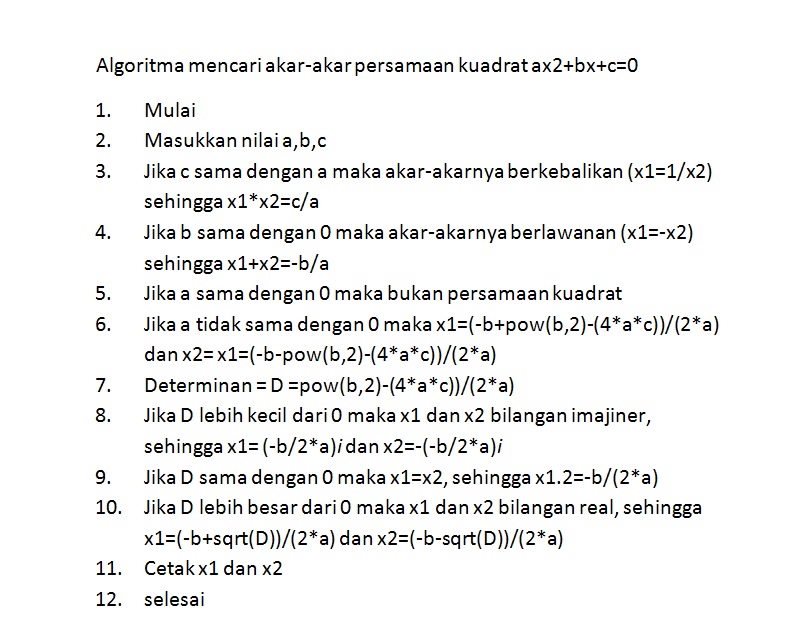 Algoritma mencari akar-akar persamaan kuadrat ax2+bx+c=0
1. Mulai
2. Masukkan nilai a,b,c
3. Jika c sama dengan a maka akar-akarnya berkebalikan (x1=1/x2)
sehingga x1*x2=c/a
4. Jika b sama dengan 0 maka akar-akarnya berlawanan (x1=-x2)
sehingga x1+x2=-b/a
5. Jika a sama dengan 0 maka bukan persamaan kuadrat
6. Jika a tidak sama dengan 0 maka x1=(-b+pow(b,2)-(4*a*c))/(2*a)
dan x2= x1=(-b-pow(b,2)-(4*a*c))/(2*a)
7. Determinan = D =pow(b,2)-(4*a*c))/(2*a)
8. Jika D lebih kecil dari 0 maka x1 dan x2 bilangan imajiner,
sehingga x1= (-b/2*a)i dan x2=-(-b/2*a)i
9. Jika D sama dengan 0 maka x1=x2, sehingga x1.2=-b/(2*a)
10. Jika D lebih besar dari 0 maka x1 dan x2 bilangan real, sehingga
x1=(-b+sqrt(D))/(2*a) dan x2=(-b-sqrt(D))/(2*a)
11. Cetak x1 dan x2
12. selesai